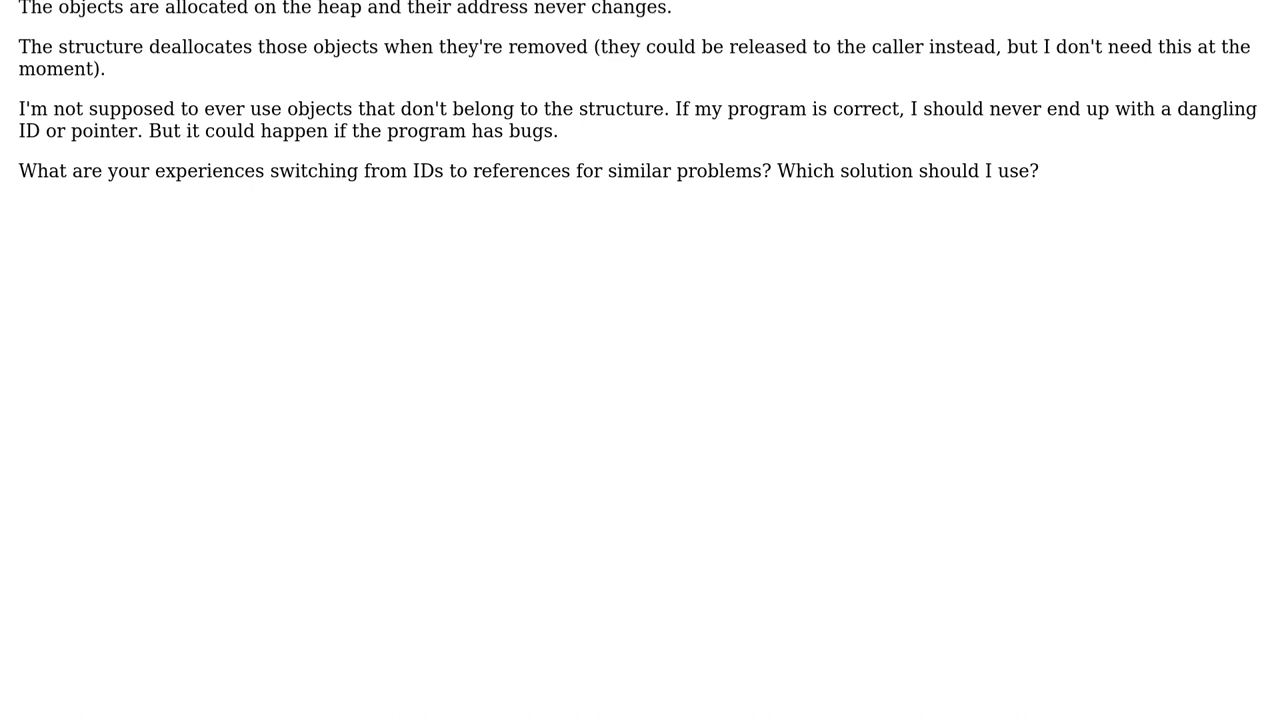 The objects are allocated on the heap and their address never changes.
The structure deallocates those objects when they're removed (they could be released to the caller instead, but I don't need this at the
moment).
I'm not supposed to ever use objects that don't belong to the structure. If my program is correct, I should never end up with a dangling
ID or pointer. But it could happen if the program has bugs.
What are your experiences switching from IDs to references for similar problems? Which solution should I use?